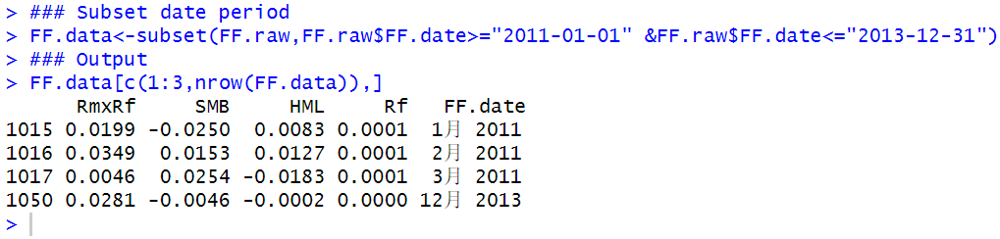 > ### Subset date period
> FF.data<-subset(FF.raw,FF.raw$FF.date>="2011-01-01" &FF.raw$FF.date<="2013-12-31")
> ### Output
> FF.data[c(1:3,nrow(FF.data)),]
       RmxRf     SMB     HML     Rf   FF.date
1015 0.0199 -0.0250  0.0083 0.0001  1月 2011
1016 0.0349  0.0153  0.0127 0.0001  2月 2011
1017 0.0046  0.0254 -0.0183 0.0001  3月 2011
1050 0.0281 -0.0046 -0.0002 0.0000 12月 2013
>